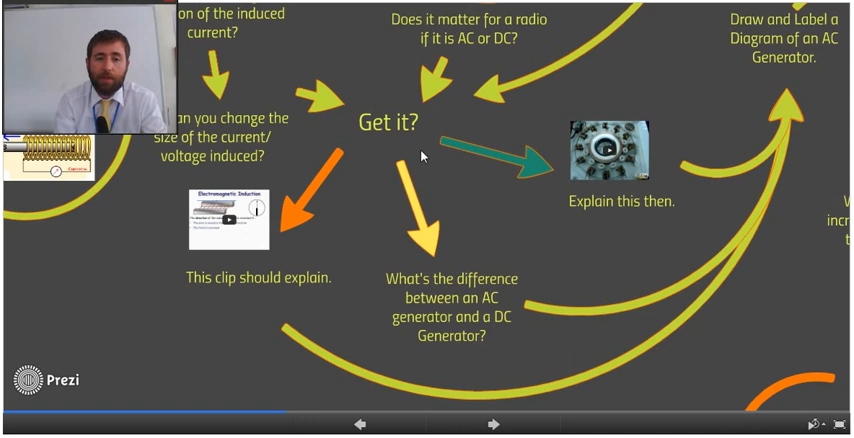 on of the induced
current?
Does it matter for a radio
if it is AC or DC?
Draw and Label a
Diagram of an AC
Generator.
an you change the
size of the current/
voltage induced?
Get it?
Explain this then.
Electromagnetic Induction
This clip should explain.
What's the difference
between an AC
generator and a DC
Generator?
incr
t
Prezi